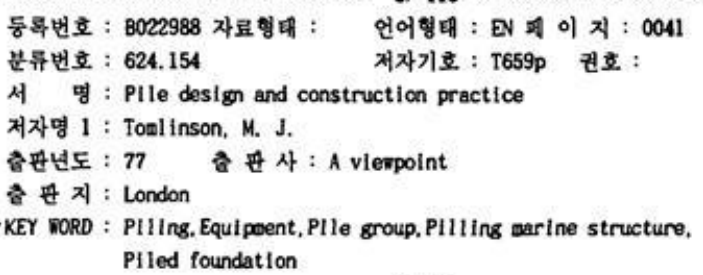 등록번호 : B022988 자료형태 : 언어형태 : EN 페 이 지 : 0041
분류번호 : 624.154 저자기호 : T659p 권호 :
서 명 : Pile design and construction practice
저자명 1 : Tomlinson, M. J.
출판년도 : 77 출 판 사 : A viewpoint
출 판 지 : London
KEY WORD : Piling, Equipment, Pile group, Pilling marine structure,
Piled foundation